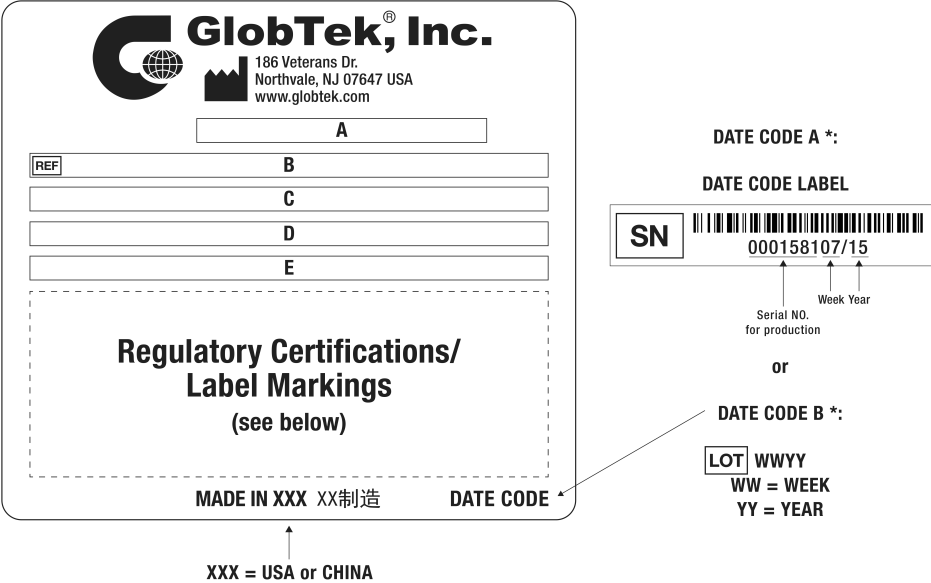 GlobTek®, Inc.
186 Veterans Dr.
Northvale, NJ 07647 USA
www.globtek.com
A
REF B
C
D
E
Regulatory Certifications/
Label Markings
(see below)
MADE IN XXX XX制造 DATE CODE
XXX = USA or CHINA
DATE CODE A *:
DATE CODE LABEL
SN
000158107/15
Week Year
Serial NO.
for production
or
DATE CODE B *:
LOT WWYY
WW = WEEK
YY = YEAR